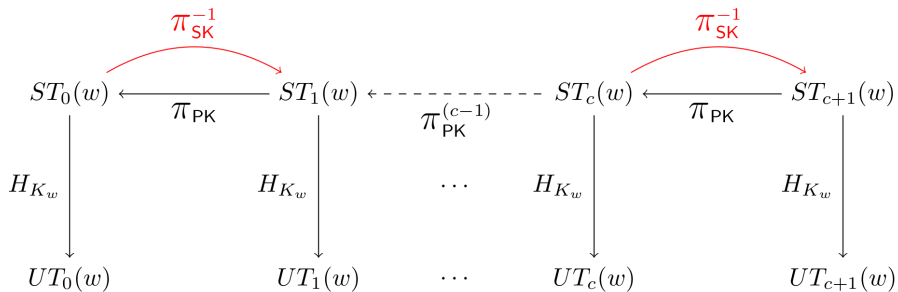 π_SK^{-1} π_SK^{-1}
ST_0(w) ST_1(w) ST_c(w) ST_{c+1}(w)
π_PK π_PK^{(c−1)} π_PK
H_{K_w} H_{K_w} ⋯ H_{K_w} H_{K_w}
UT_0(w) UT_1(w) ⋯ UT_c(w) UT_{c+1}(w)